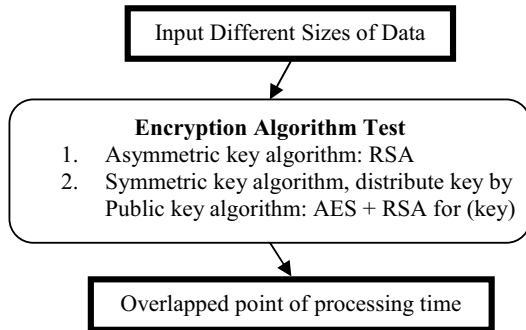 Input Different Sizes of Data
Encryption Algorithm Test
1. Asymmetric key algorithm: RSA
2. Symmetric key algorithm, distribute key by
Public key algorithm: AES + RSA for (key)
Overlapped point of processing time